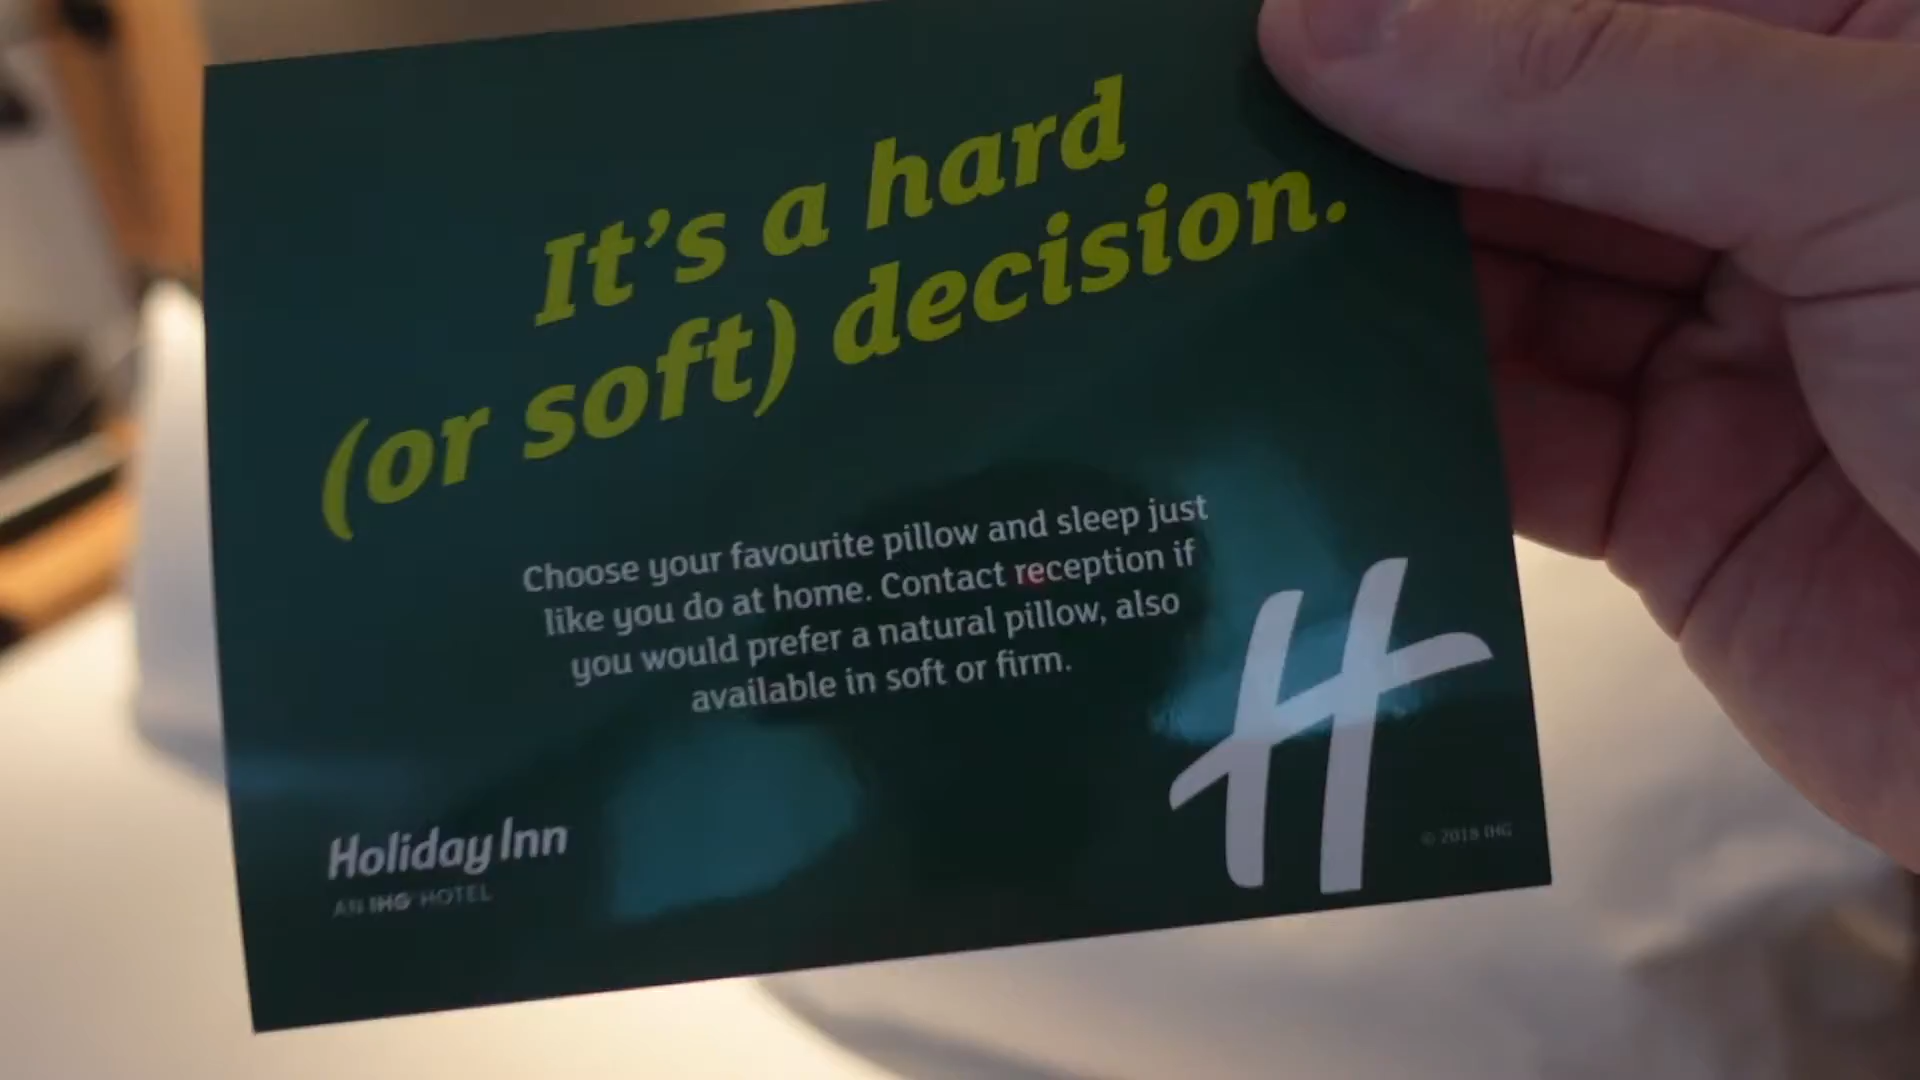 It's a hard
(or soft) decision.
Choose your favourite pillow and sleep just
like you do at home. Contact reception if
you would prefer a natural pillow, also
available in soft or firm.
Holiday Inn
AN IHG HOTEL
© 2018 IHG